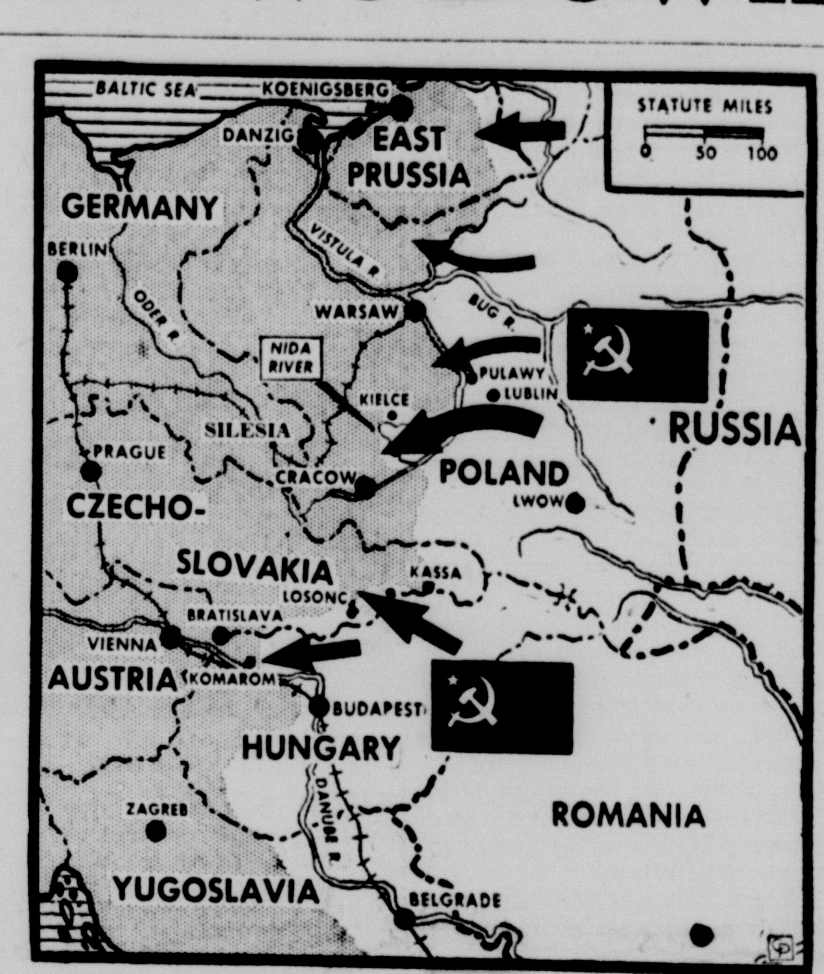 BALTIC SEA
KOENIGSBERG
STATUTE MILES
0 50 100
DANZIG
EAST
PRUSSIA
GERMANY
BERLIN
VISTULA R.
ODER R.
WARSAW
BUG R.
NIDA
RIVER
PULAWY
LUBLIN
KIELCE
SILESIA
RUSSIA
PRAGUE
CRACOW
POLAND
LWOW
CZECHO-
SLOVAKIA
KASSA
LOSONC
BRATISLAVA
VIENNA
AUSTRIA
KOMAROM
BUDAPEST
HUNGARY
DANUBE R.
ZAGREB
ROMANIA
YUGOSLAVIA
BELGRADE